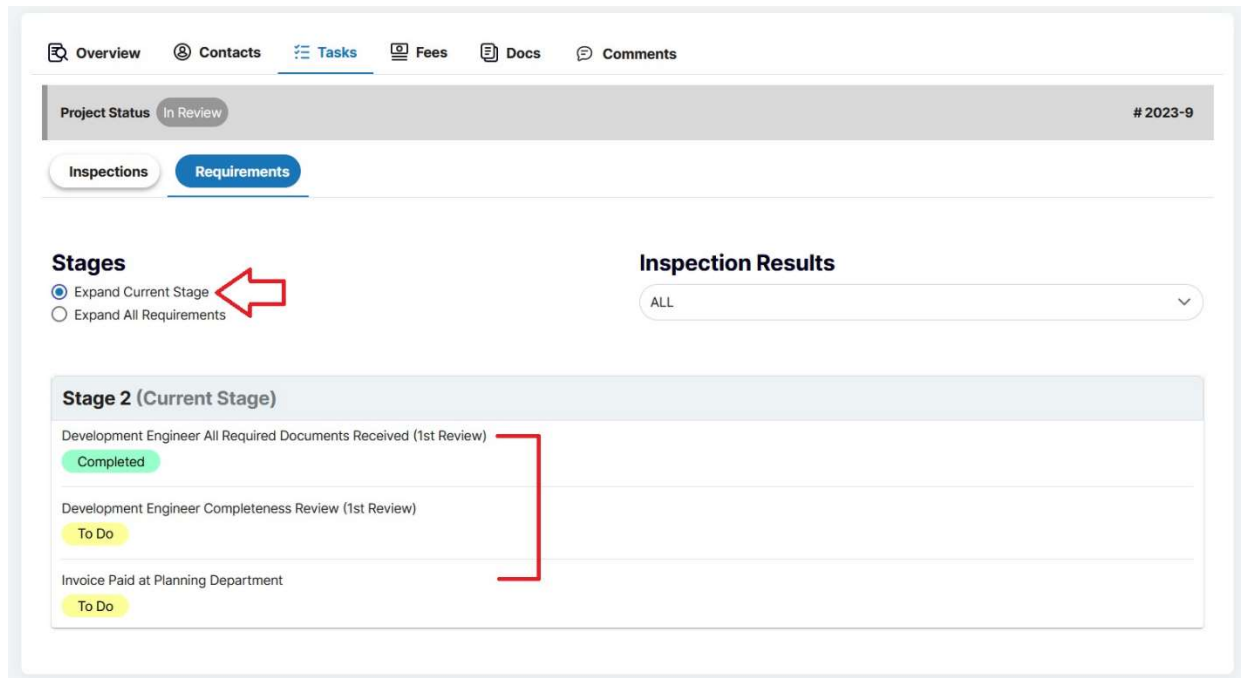 Overview Contacts Tasks Fees Docs Comments
Project Status In Review # 2023-9
Inspections Requirements
Stages
Expand Current Stage
Expand All Requirements
Inspection Results
ALL
Stage 2 (Current Stage)
Development Engineer All Required Documents Received (1st Review)
Completed
Development Engineer Completeness Review (1st Review)
To Do
Invoice Paid at Planning Department
To Do